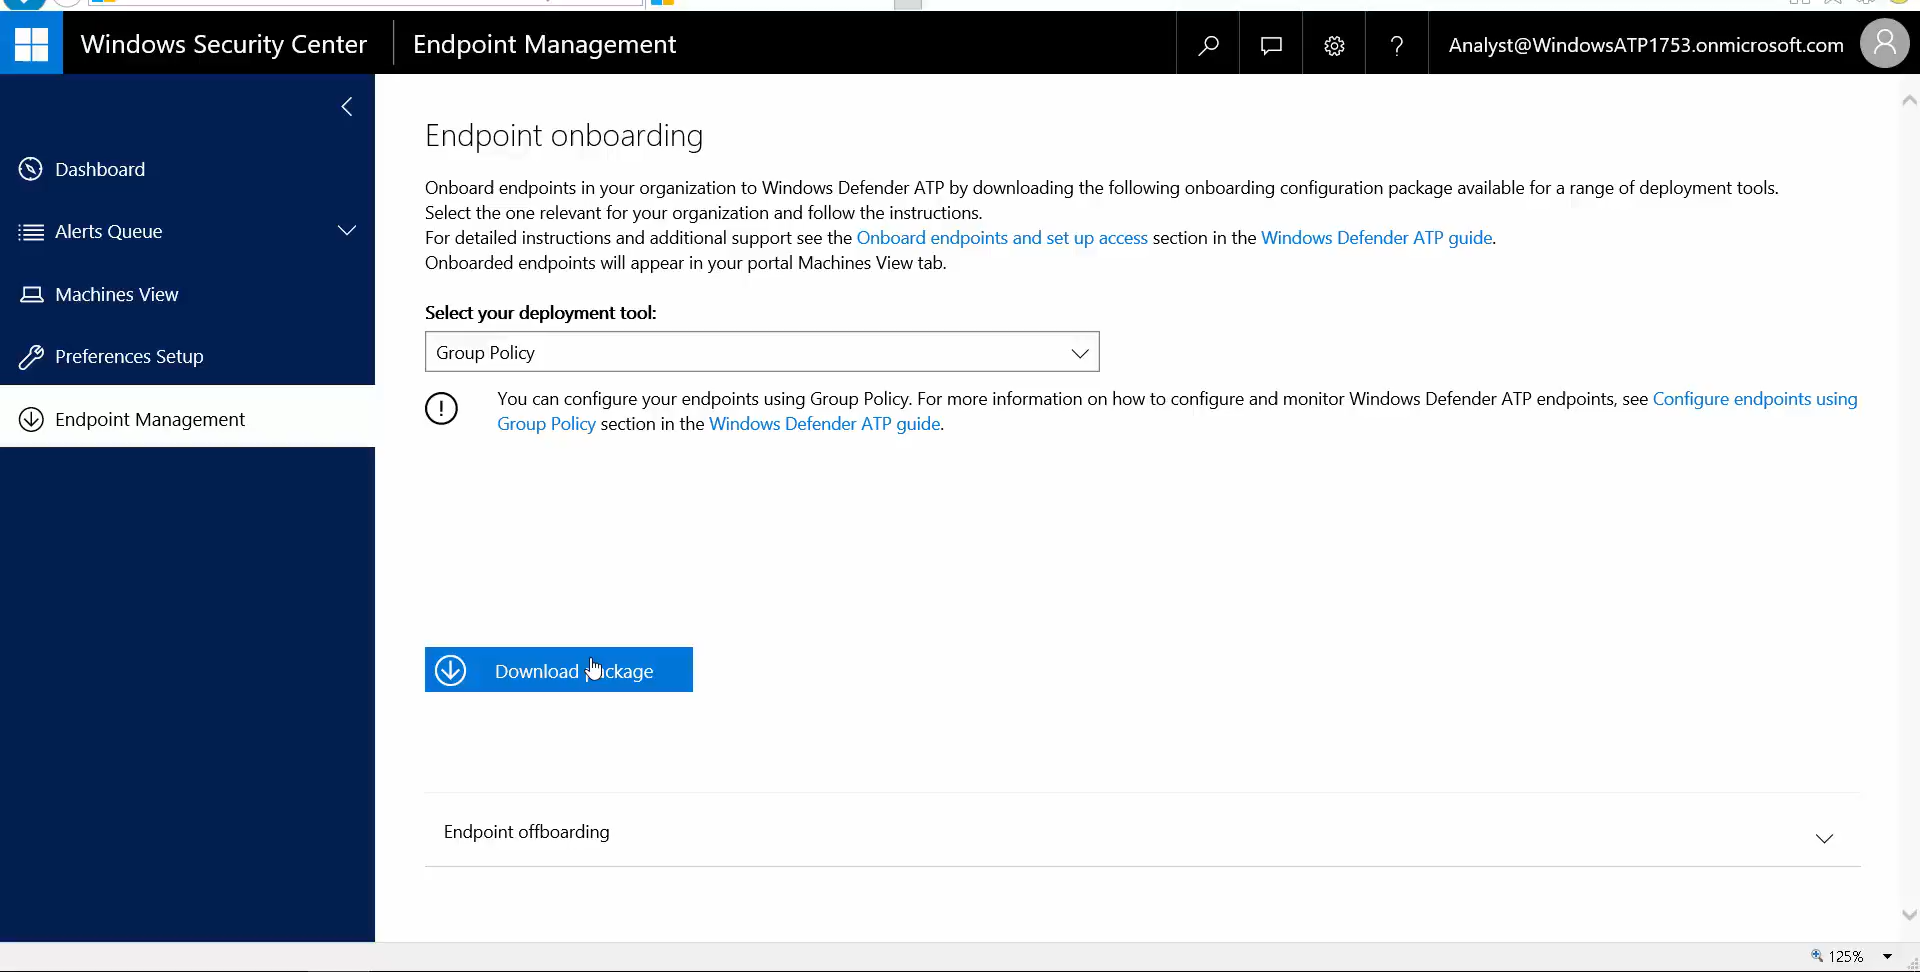 Windows Security Center
Endpoint Management
Analyst@WindowsATP1753.onmicrosoft.com
Dashboard
Alerts Queue
Machines View
Preferences Setup
Endpoint Management
Endpoint onboarding
Onboard endpoints in your organization to Windows Defender ATP by downloading the following onboarding configuration package available for a range of deployment tools.
Select the one relevant for your organization and follow the instructions.
For detailed instructions and additional support see the Onboard endpoints and set up access section in the Windows Defender ATP guide.
Onboarded endpoints will appear in your portal Machines View tab.
Select your deployment tool:
Group Policy
You can configure your endpoints using Group Policy. For more information on how to configure and monitor Windows Defender ATP endpoints, see Configure endpoints using
Group Policy section in the Windows Defender ATP guide.
Download package
Endpoint offboarding
125%